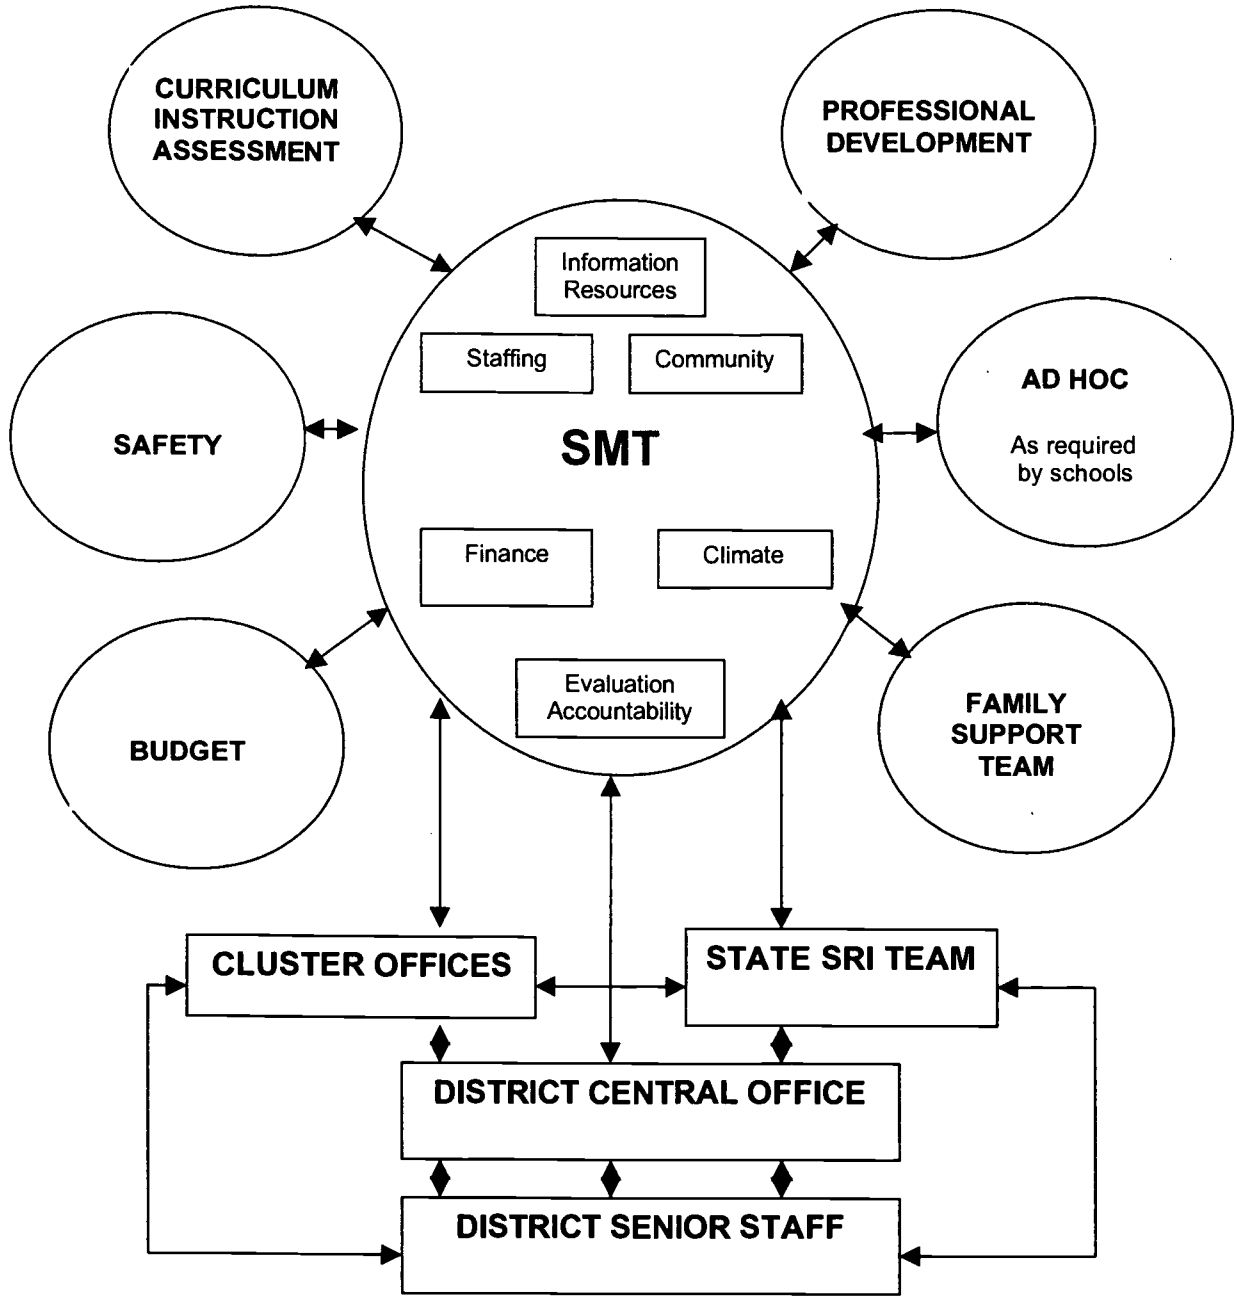 CURRICULUM
INSTRUCTION
ASSESSMENT
PROFESSIONAL
DEVELOPMENT
Information
Resources
Staffing
Community
SAFETY
SMT
AD HOC
As required
by schools
Finance
Climate
BUDGET
Evaluation
Accountability
FAMILY
SUPPORT
TEAM
CLUSTER OFFICES
STATE SRI TEAM
DISTRICT CENTRAL OFFICE
DISTRICT SENIOR STAFF